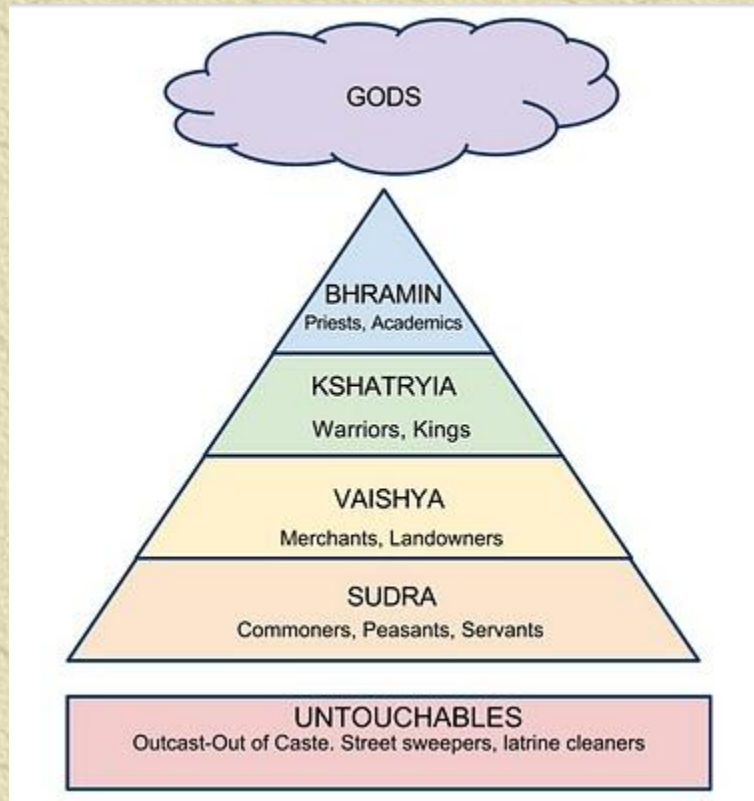 GODS
BHRAMIN
Priests, Academics
KSHATRYIA
Warriors, Kings
VAISHYA
Merchants, Landowners
SUDRA
Commoners, Peasants, Servants
UNTOUCHABLES
Outcast-Out of Caste. Street sweepers, latrine cleaners